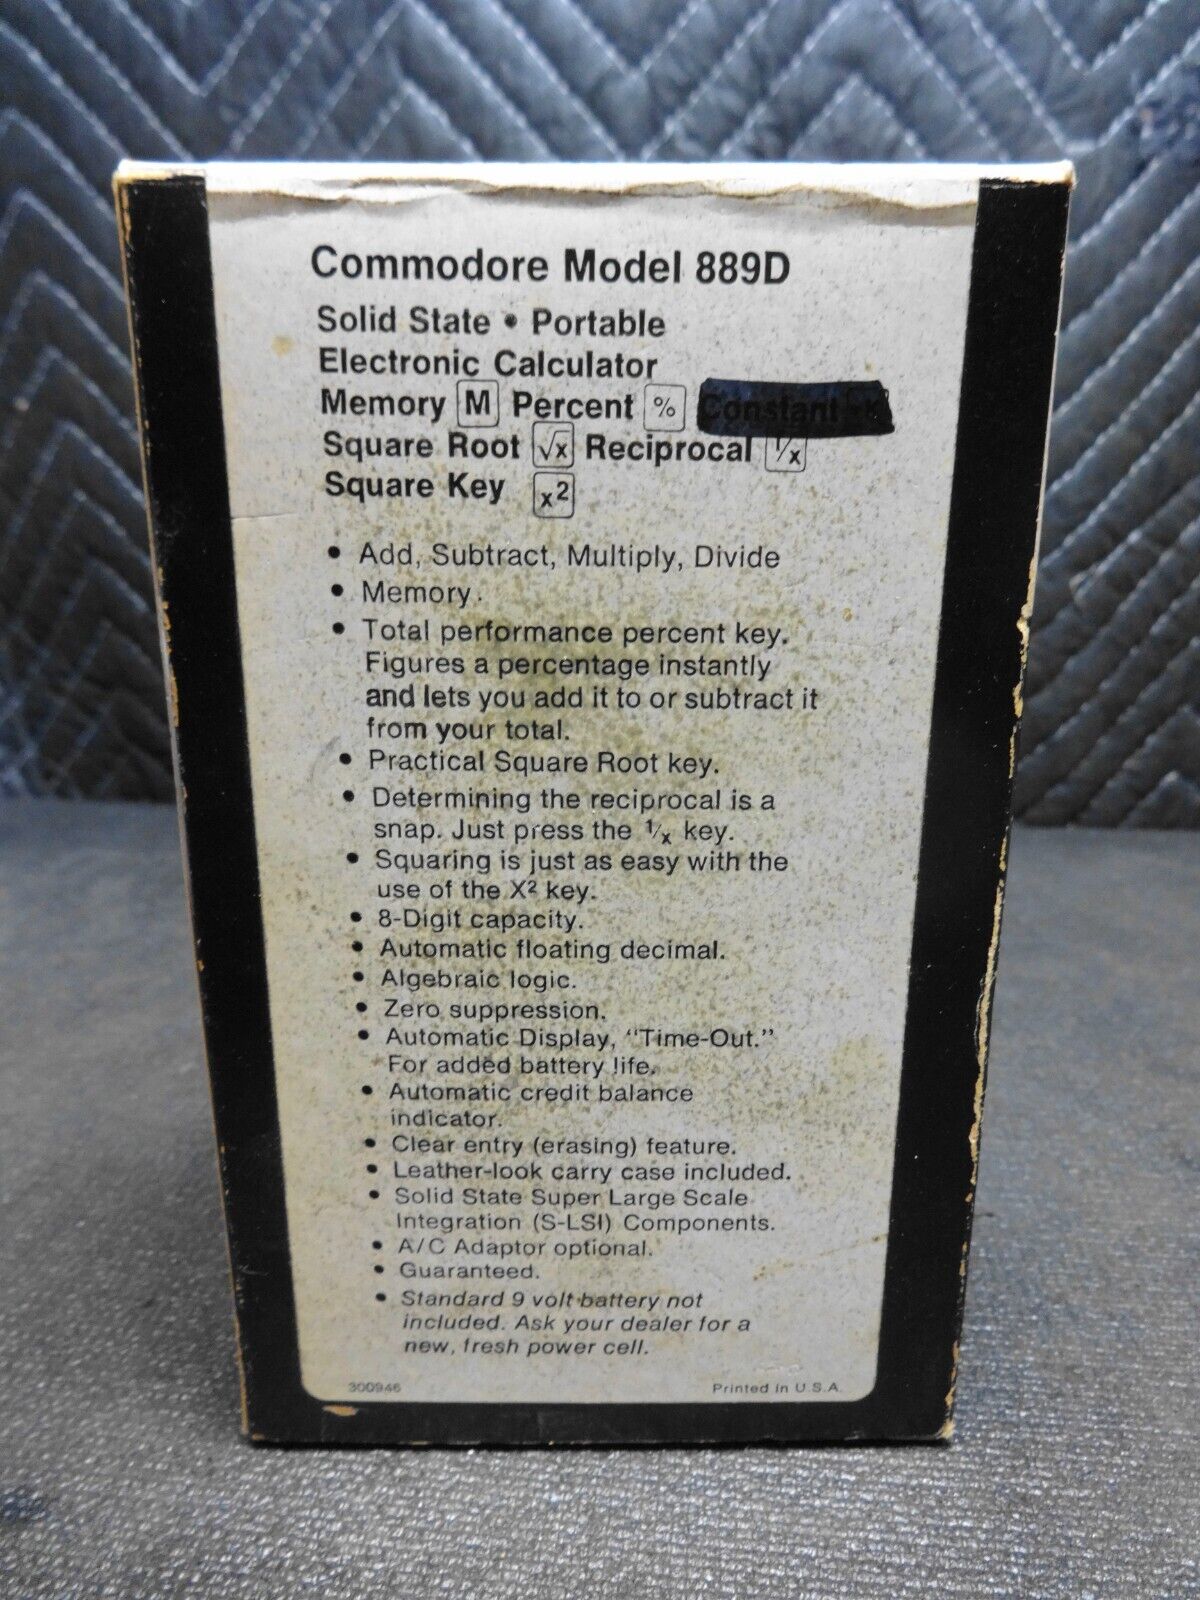 Commodore Model 889D
Solid State • Portable
Electronic Calculator
Memory M Percent % Constant K
Square Root √x Reciprocal 1/x
Square Key x²
• Add, Subtract, Multiply, Divide
• Memory.
• Total performance percent key.
Figures a percentage instantly
and lets you add it to or subtract it
from your total.
• Practical Square Root key.
• Determining the reciprocal is a
snap. Just press the 1/x key.
• Squaring is just as easy with the
use of the X² key.
• 8-Digit capacity.
• Automatic floating decimal.
• Algebraic logic.
• Zero suppression.
• Automatic Display, “Time-Out.”
For added battery life.
• Automatic credit balance
indicator.
• Clear entry (erasing) feature.
• Leather-look carry case included.
• Solid State Super Large Scale
Integration (S-LSI) Components.
• A/C Adaptor optional.
• Guaranteed.
• Standard 9 volt battery not
included. Ask your dealer for a
new, fresh power cell.
300946 Printed in U.S.A.